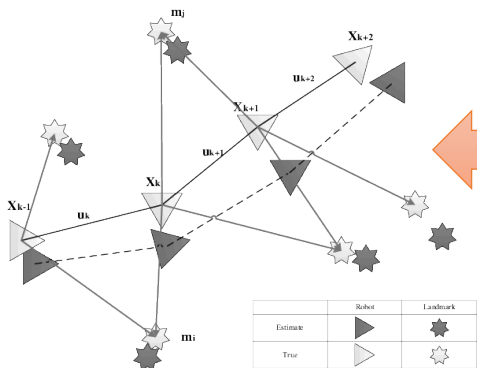 mj
Xk+2
uk+2
Xk+1
uk+1
Xk
Xk-1
uk
mi
Robot
Landmark
Estimate
True